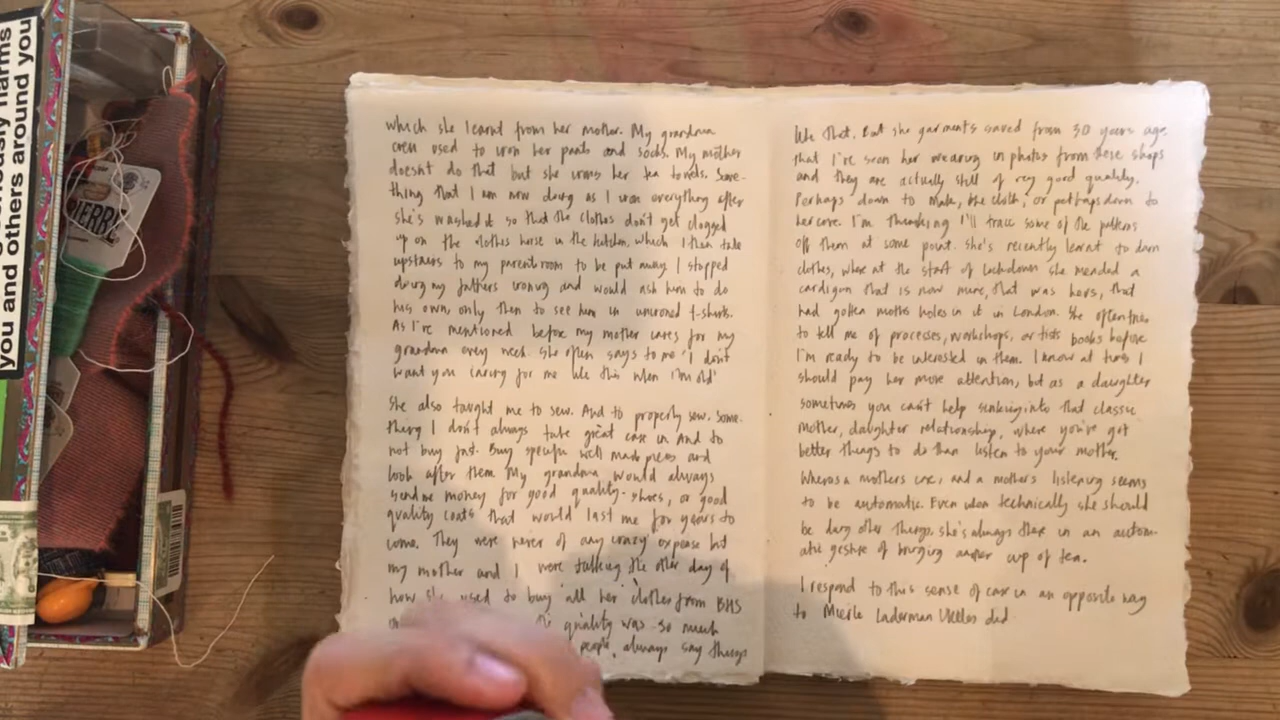 you and others around you
PIERRE
which she learnt from her mother. My grandma
even used to iron her pants and socks. My mother
doesnt do that but she irons her tea towels. Some-
thing that I am now doing as I iron everything after
she's washed it so that the clothes don't get clogged
up on the clothes horse in the kitchen, which I then take
upstairs to my parents room to be put away. I stopped
doing my fathers ironing and would ask him to do
his own, only then to see him in unironed t-shirts.
As I've mentioned before my mother cares for my
grandma every week. She often says to me 'I don't
want you caring for me like this when I'm old'
She also taught me to sew. And to properly sew. Some-
thing I don't always take great care in And to
not buy fast. Buy specific well made pieces and
look after them My grandma would always
send me money for good quality shoes, or good
quality coats that would last me for years to
come. They were never of any crazy expense but
my mother and I were talking the other day of
how she used to buy all her clothes from BHS
quality was so much
people, always say things
like that. But she garments saved from 30 years ago,
that I've seen her wearing in photos from these shops
and they are actually still of very good quality.
Perhaps down to make, the cloth, or perhaps down to
her care. I'm thinking I'll trace some of the patterns
off them at some point. She's recently learnt to darn
clothes, where at the start of lockdown she mended a
cardigan that is now mine, that was hers, that
had gotten moths holes in it in London. She often tries
to tell me of processes, workshops, artists books before
I'm ready to be interested in them. I know at times I
should pay her more attention, but as a daughter
sometimes you can't help sinking into that classic
mother, daughter relationship, where you've got
better things to do than listen to your mother.
Whereas a mothers care, and a mothers listening seems
to be automatic. Even when technically she should
be doing other things, she's always there in an autom-
atic gesture of bringing another cup of tea.
I respond to this sense of care in an opposite way
to Mierle Laderman Ukeles did